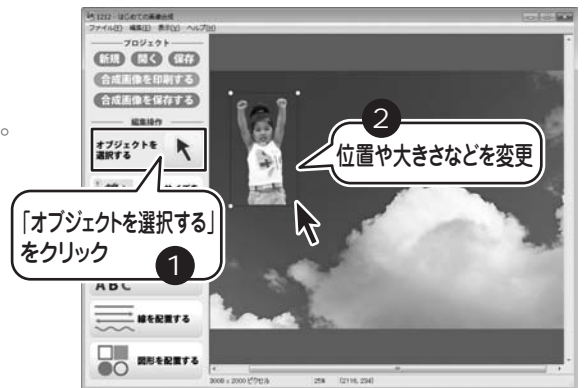 1212 - はじめての画像合成
ファイル(F) 編集(E) 表示(V) ヘルプ(H)
プロジェクト
新規 開く 保存
合成画像を印刷する
合成画像を保存する
編集操作
オブジェクトを
選択する
2
位置や大きさなどを変更
「オブジェクトを選択する」
をクリック
1
ABC
線を配置する
図形を配置する
3008 x 2000 ピクセル 25% (2116, 234)
。